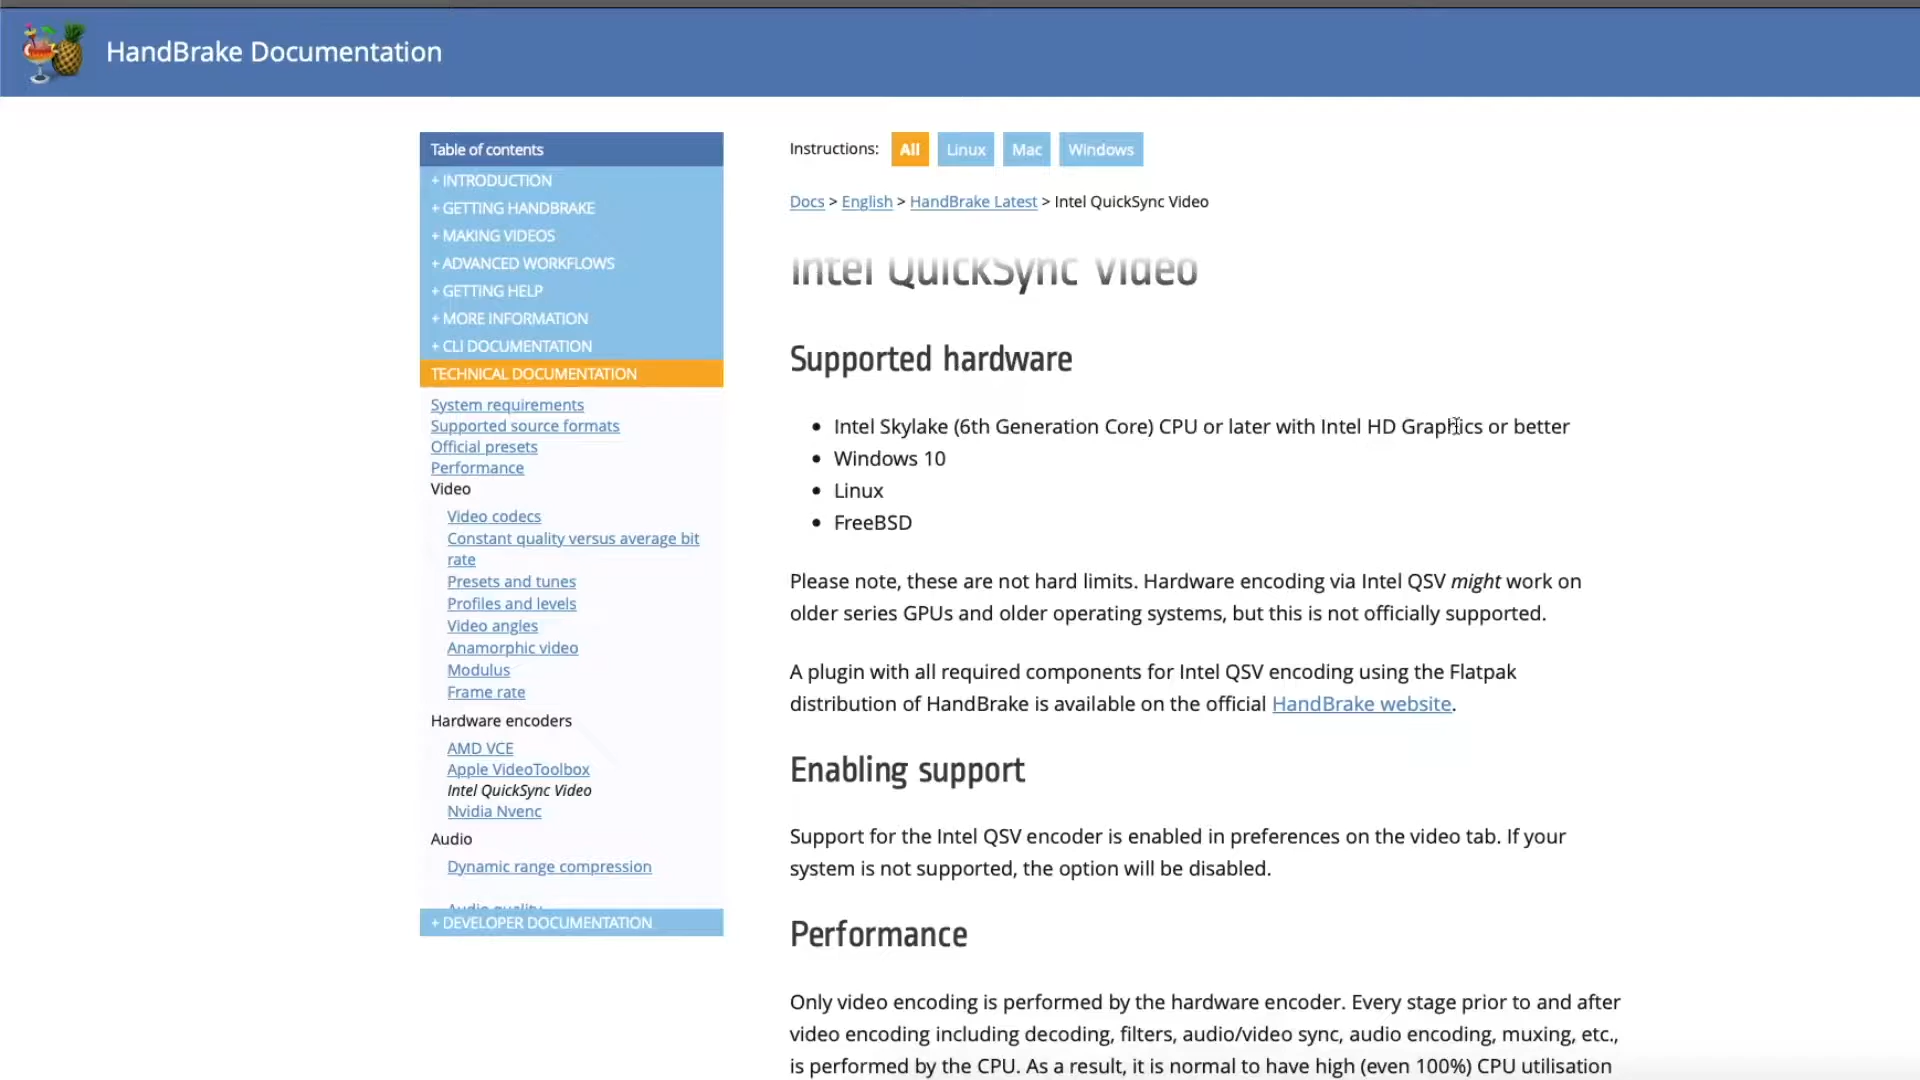 HandBrake Documentation
Table of contents
+ INTRODUCTION
+ GETTING HANDBRAKE
+ MAKING VIDEOS
+ ADVANCED WORKFLOWS
+ GETTING HELP
+ MORE INFORMATION
+ CLI DOCUMENTATION
TECHNICAL DOCUMENTATION
System requirements
Supported source formats
Official presets
Performance
Video
Video codecs
Constant quality versus average bit
rate
Presets and tunes
Profiles and levels
Video angles
Anamorphic video
Modulus
Frame rate
Hardware encoders
AMD VCE
Apple VideoToolbox
Intel QuickSync Video
Nvidia Nvenc
Audio
Dynamic range compression
Audio quality
+ DEVELOPER DOCUMENTATION
Instructions: All Linux Mac Windows
Docs > English > HandBrake Latest > Intel QuickSync Video
Intel QuickSync Video
Supported hardware
• Intel Skylake (6th Generation Core) CPU or later with Intel HD Graphics or better
• Windows 10
• Linux
• FreeBSD
Please note, these are not hard limits. Hardware encoding via Intel QSV might work on
older series GPUs and older operating systems, but this is not officially supported.
A plugin with all required components for Intel QSV encoding using the Flatpak
distribution of HandBrake is available on the official HandBrake website.
Enabling support
Support for the Intel QSV encoder is enabled in preferences on the video tab. If your
system is not supported, the option will be disabled.
Performance
Only video encoding is performed by the hardware encoder. Every stage prior to and after
video encoding including decoding, filters, audio/video sync, audio encoding, muxing, etc.,
is performed by the CPU. As a result, it is normal to have high (even 100%) CPU utilisation